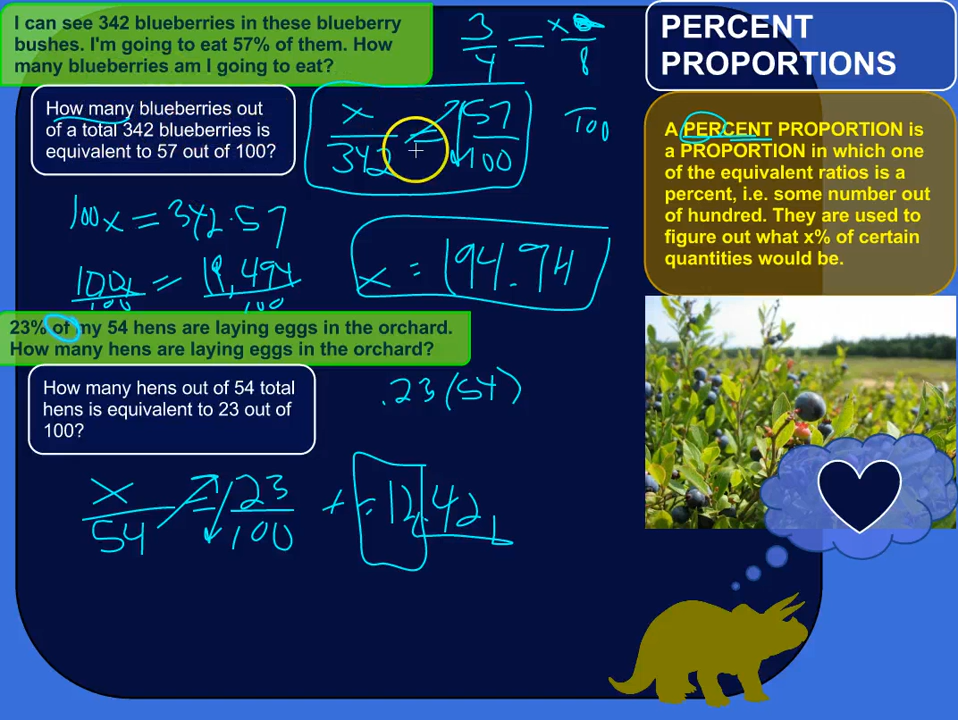 I can see 342 blueberries in these blueberry
bushes. I'm going to eat 57% of them. How
many blueberries am I going to eat?
3/4 = x/8
PERCENT
PROPORTIONS
How many blueberries out
of a total 342 blueberries is
equivalent to 57 out of 100?
x/342 = 57/100
100
A PERCENT PROPORTION is
a PROPORTION in which one
of the equivalent ratios is a
percent, i.e. some number out
of hundred. They are used to
figure out what x% of certain
quantities would be.
100x = 342.57
100x/100 = 19,494/100
x = 194.94
23% of my 54 hens are laying eggs in the orchard.
How many hens are laying eggs in the orchard?
How many hens out of 54 total
hens is equivalent to 23 out of
100?
.23(54)
x/54 = 23/100
= 12.42